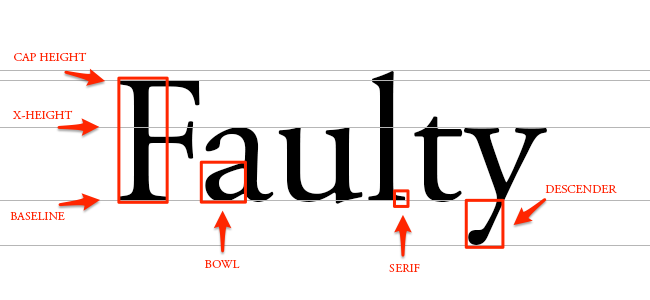 CAP HEIGHT
X-HEIGHT
Faulty
BASELINE
DESCENDER
BOWL
SERIF